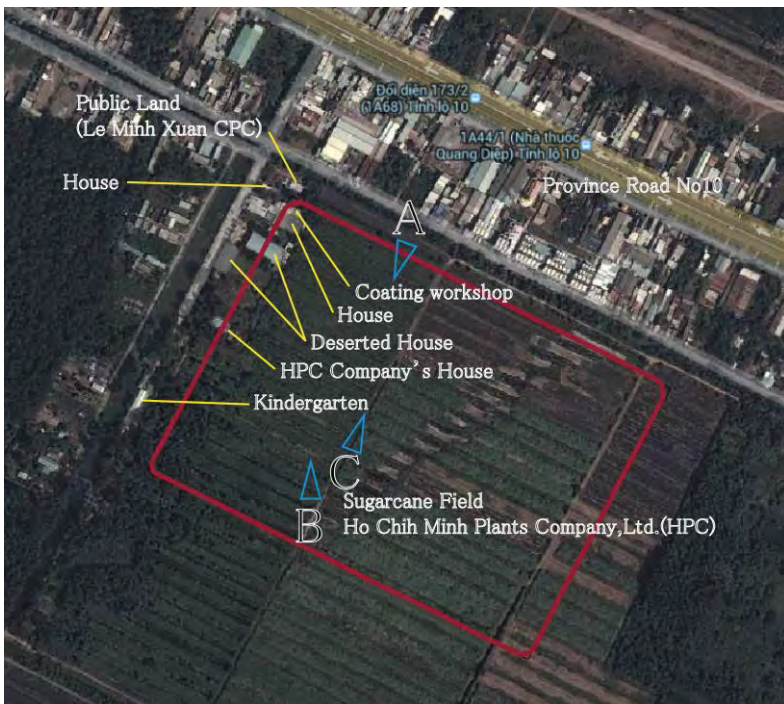 Đối diện 173/2
(1A68) Tỉnh lộ 10
Public Land
(Le Minh Xuan CPC)
1A44/1 (Nhà thuốc
Quang Diệp) Tỉnh lộ 10
House
Province Road No10
A
Coating workshop
House
Deserted House
HPC Company's House
Kindergarten
C
Sugarcane Field
B
Ho Chih Minh Plants Company,Ltd.(HPC)